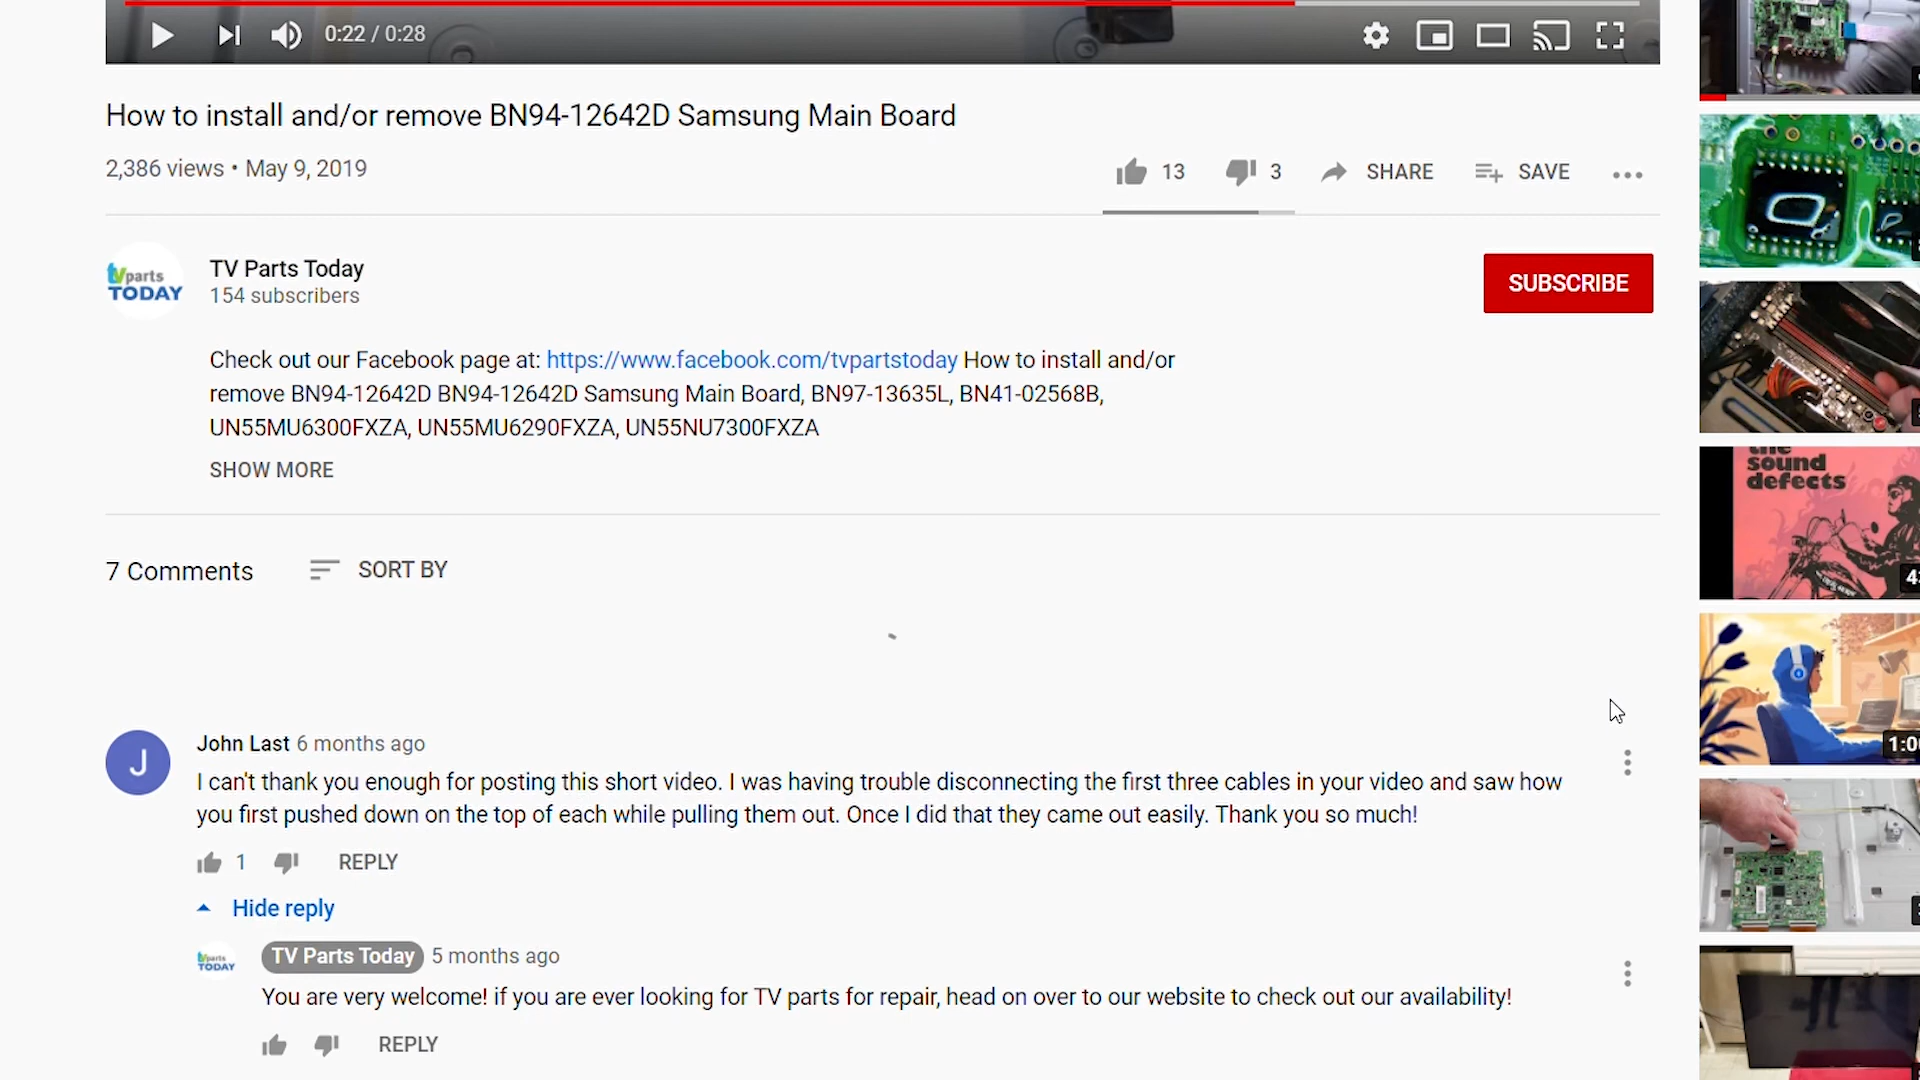 0:22 / 0:28
How to install and/or remove BN94-12642D Samsung Main Board
2,386 views • May 9, 2019
13
3
SHARE
SAVE
tvparts
TODAY
TV Parts Today
154 subscribers
SUBSCRIBE
Check out our Facebook page at: https://www.facebook.com/tvpartstoday How to install and/or
remove BN94-12642D BN94-12642D Samsung Main Board, BN97-13635L, BN41-02568B,
UN55MU6300FXZA, UN55MU6290FXZA, UN55NU7300FXZA
SHOW MORE
7 Comments
SORT BY
J
John Last 6 months ago
I can't thank you enough for posting this short video. I was having trouble disconnecting the first three cables in your video and saw how
you first pushed down on the top of each while pulling them out. Once I did that they came out easily. Thank you so much!
1
REPLY
Hide reply
tvparts
TODAY
TV Parts Today 5 months ago
You are very welcome! if you are ever looking for TV parts for repair, head on over to our website to check out our availability!
REPLY
the
sound
defects